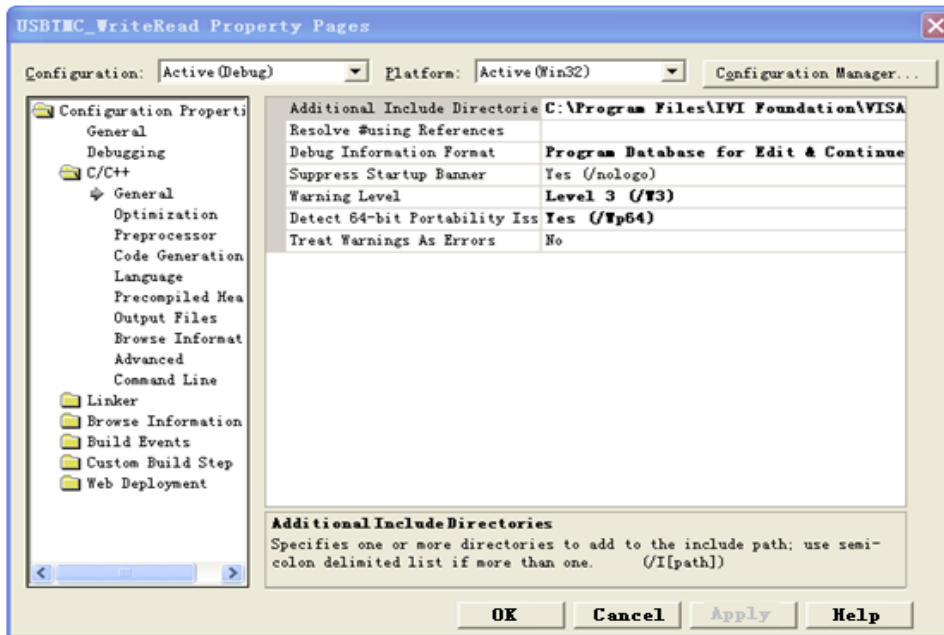 USBTMC_WriteRead Property Pages
Configuration: Active(Debug) Platform: Active(Win32) Configuration Manager...
Configuration Properti
General
Debugging
C/C++
General
Optimization
Preprocessor
Code Generation
Language
Precompiled Hea
Output Files
Browse Informat
Advanced
Command Line
Linker
Browse Information
Build Events
Custom Build Step
Web Deployment
Additional Include Directorie C:\Program Files\IVI Foundation\VISA
Resolve #using References
Debug Information Format Program Database for Edit & Continue
Suppress Startup Banner Yes (/nologo)
Warning Level Level 3 (/W3)
Detect 64-bit Portability Iss Yes (/Wp64)
Treat Warnings As Errors No
AdditionalIncludeDirectories
Specifies one or more directories to add to the include path; use semi-
colon delimited list if more than one. (/I[path])
OK Cancel Apply Help